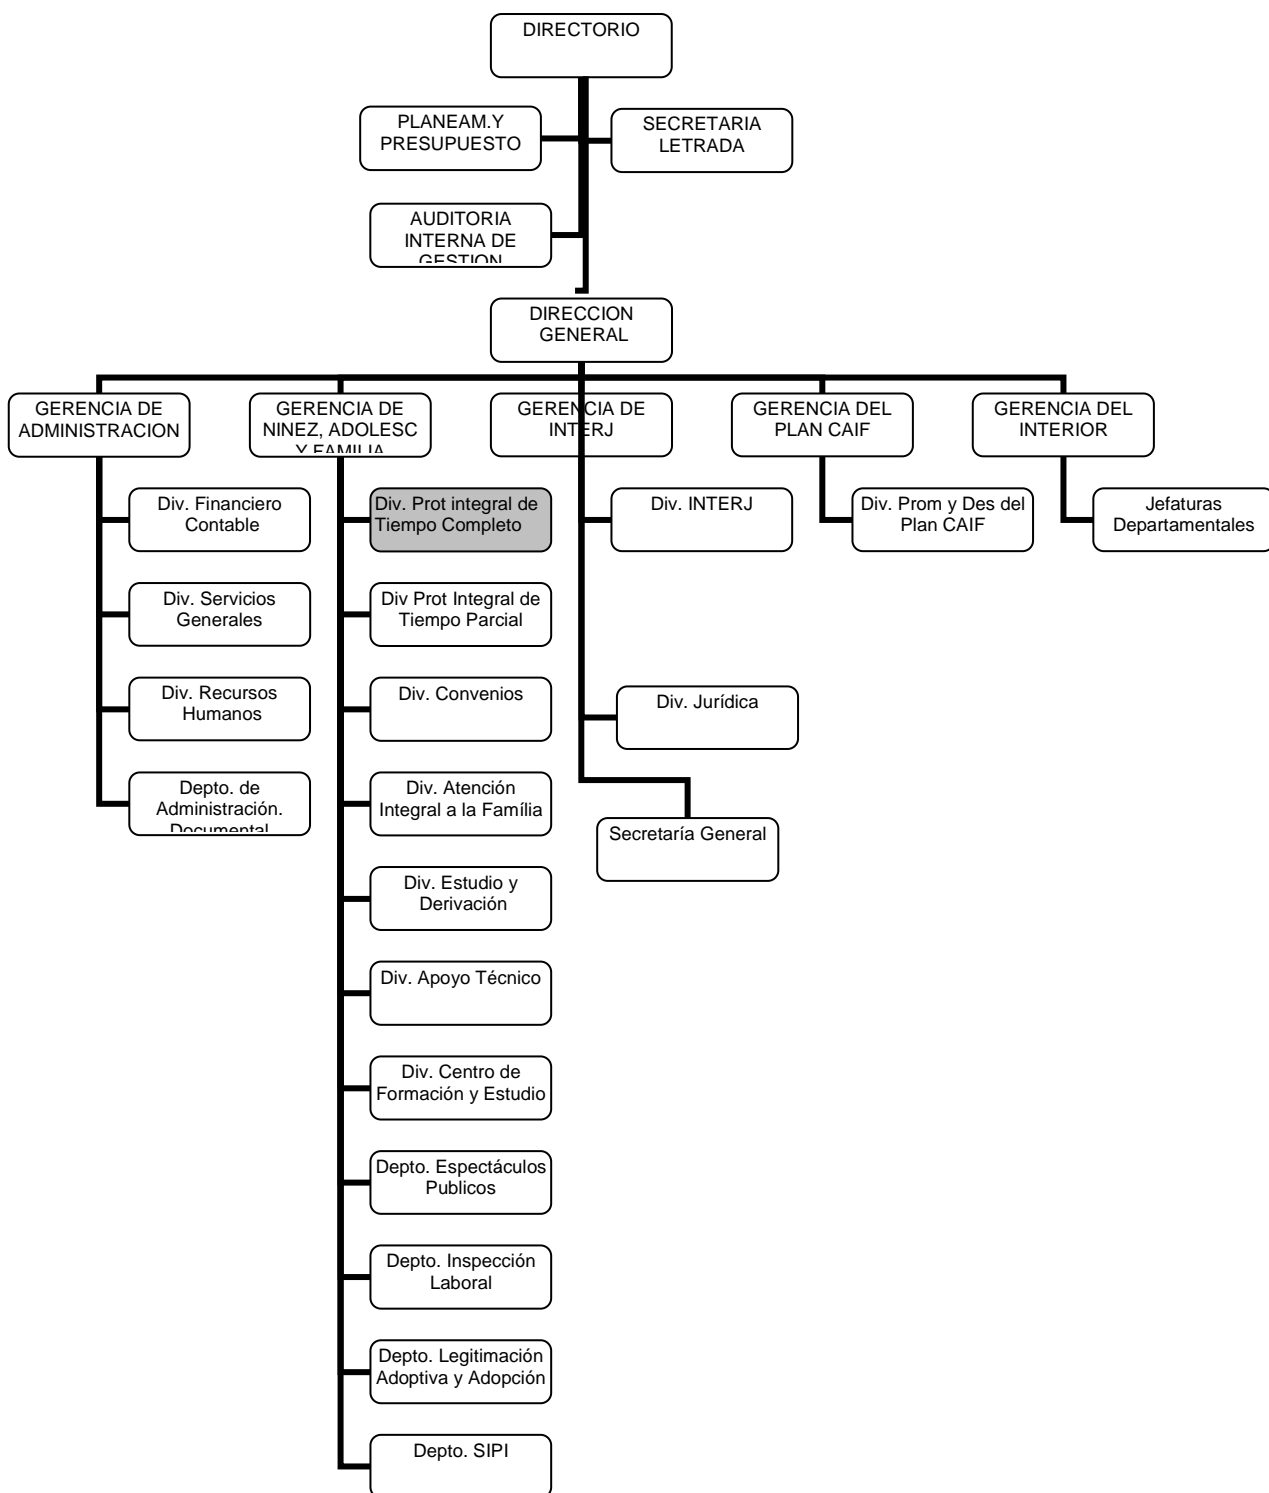 DIRECTORIO
PLANEAM.Y
PRESUPUESTO
SECRETARIA
LETRADA
AUDITORIA
INTERNA DE
GESTION
DIRECCION
GENERAL
GERENCIA DE
ADMINISTRACION
GERENCIA DE
NINEZ, ADOLESC
Y FAMILIA
GERENCIA DE
INTERJ
GERENCIA DEL
PLAN CAIF
GERENCIA DEL
INTERIOR
Div. Financiero
Contable
Div. Prot integral de
Tiempo Completo
Div. INTERJ
Div. Prom y Des del
Plan CAIF
Jefaturas
Departamentales
Div. Servicios
Generales
Div Prot Integral de
Tiempo Parcial
Div. Recursos
Humanos
Div. Convenios
Div. Jurídica
Depto. de
Administración.
Documental
Div. Atención
Integral a la Família
Secretaría General
Div. Estudio y
Derivación
Div. Apoyo Técnico
Div. Centro de
Formación y Estudio
Depto. Espectáculos
Publicos
Depto. Inspección
Laboral
Depto. Legitimación
Adoptiva y Adopción
Depto. SIPI